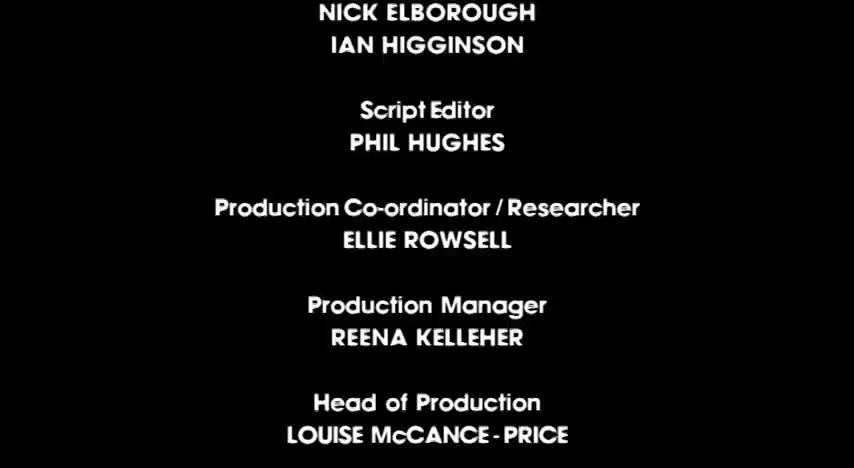 NICK ELBOROUGH
IAN HIGGINSON
Script Editor
PHIL HUGHES
Production Co-ordinator / Researcher
ELLIE ROWSELL
Production Manager
REENA KELLEHER
Head of Production
LOUISE McCANCE - PRICE